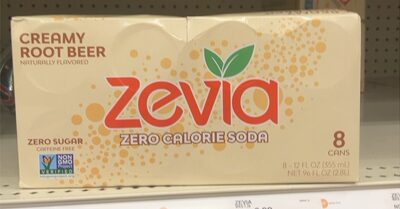 CREAMY
ROOT BEER
NATURALLY FLAVORED
zevia
ZERO CALORIE SODA
ZERO SUGAR
CAFFEINE FREE
NON
GMO
Project
VERIFIED
8
CANS
8 - 12 FL OZ (355 mL)
NET 96 FL OZ (2.8L)